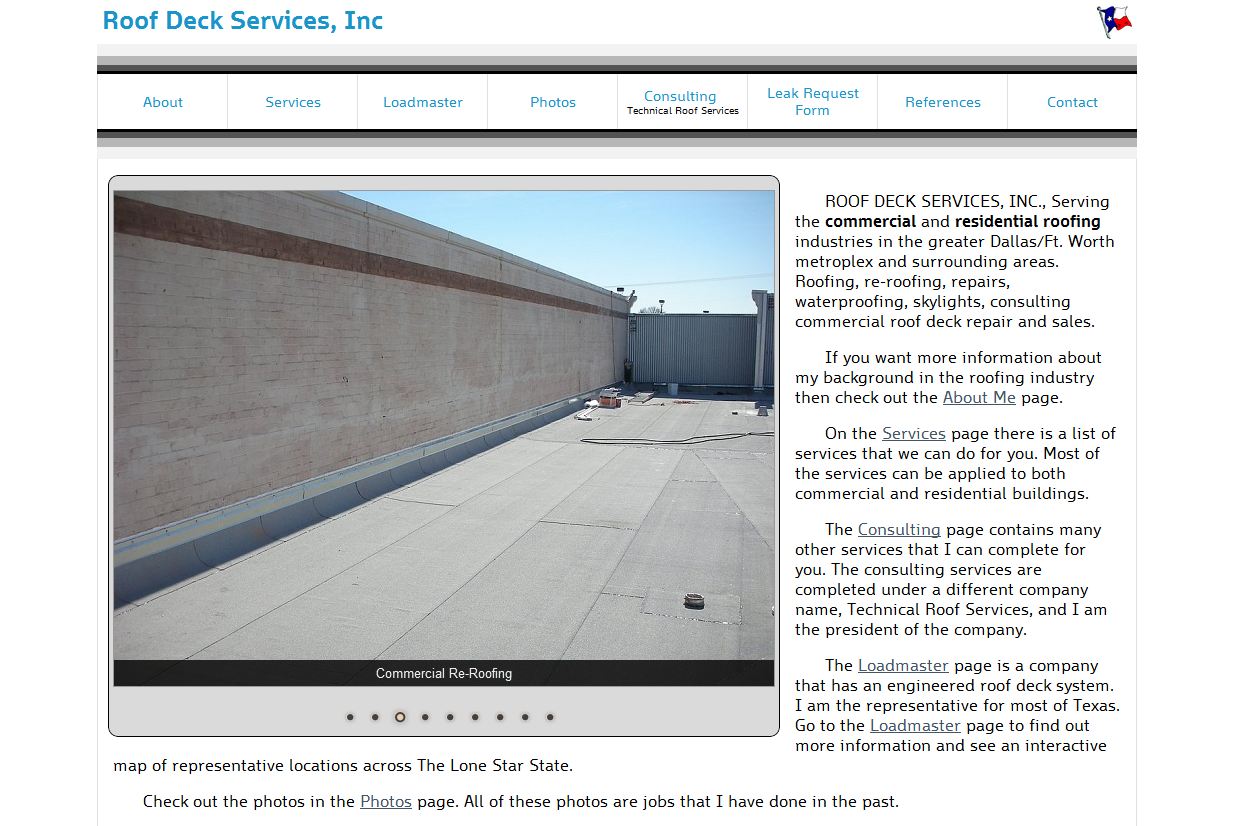 Roof Deck Services, Inc
About
Services
Loadmaster
Photos
Consulting
Technical Roof Services
Leak Request
Form
References
Contact
Commercial Re-Roofing
ROOF DECK SERVICES, INC., Serving
the commercial and residential roofing
industries in the greater Dallas/Ft. Worth
metroplex and surrounding areas.
Roofing, re-roofing, repairs,
waterproofing, skylights, consulting
commercial roof deck repair and sales.
If you want more information about
my background in the roofing industry
then check out the About Me page.
On the Services page there is a list of
services that we can do for you. Most of
the services can be applied to both
commercial and residential buildings.
The Consulting page contains many
other services that I can complete for
you. The consulting services are
completed under a different company
name, Technical Roof Services, and I am
the president of the company.
The Loadmaster page is a company
that has an engineered roof deck system.
I am the representative for most of Texas.
Go to the Loadmaster page to find out
more information and see an interactive
map of representative locations across The Lone Star State.
Check out the photos in the Photos page. All of these photos are jobs that I have done in the past.